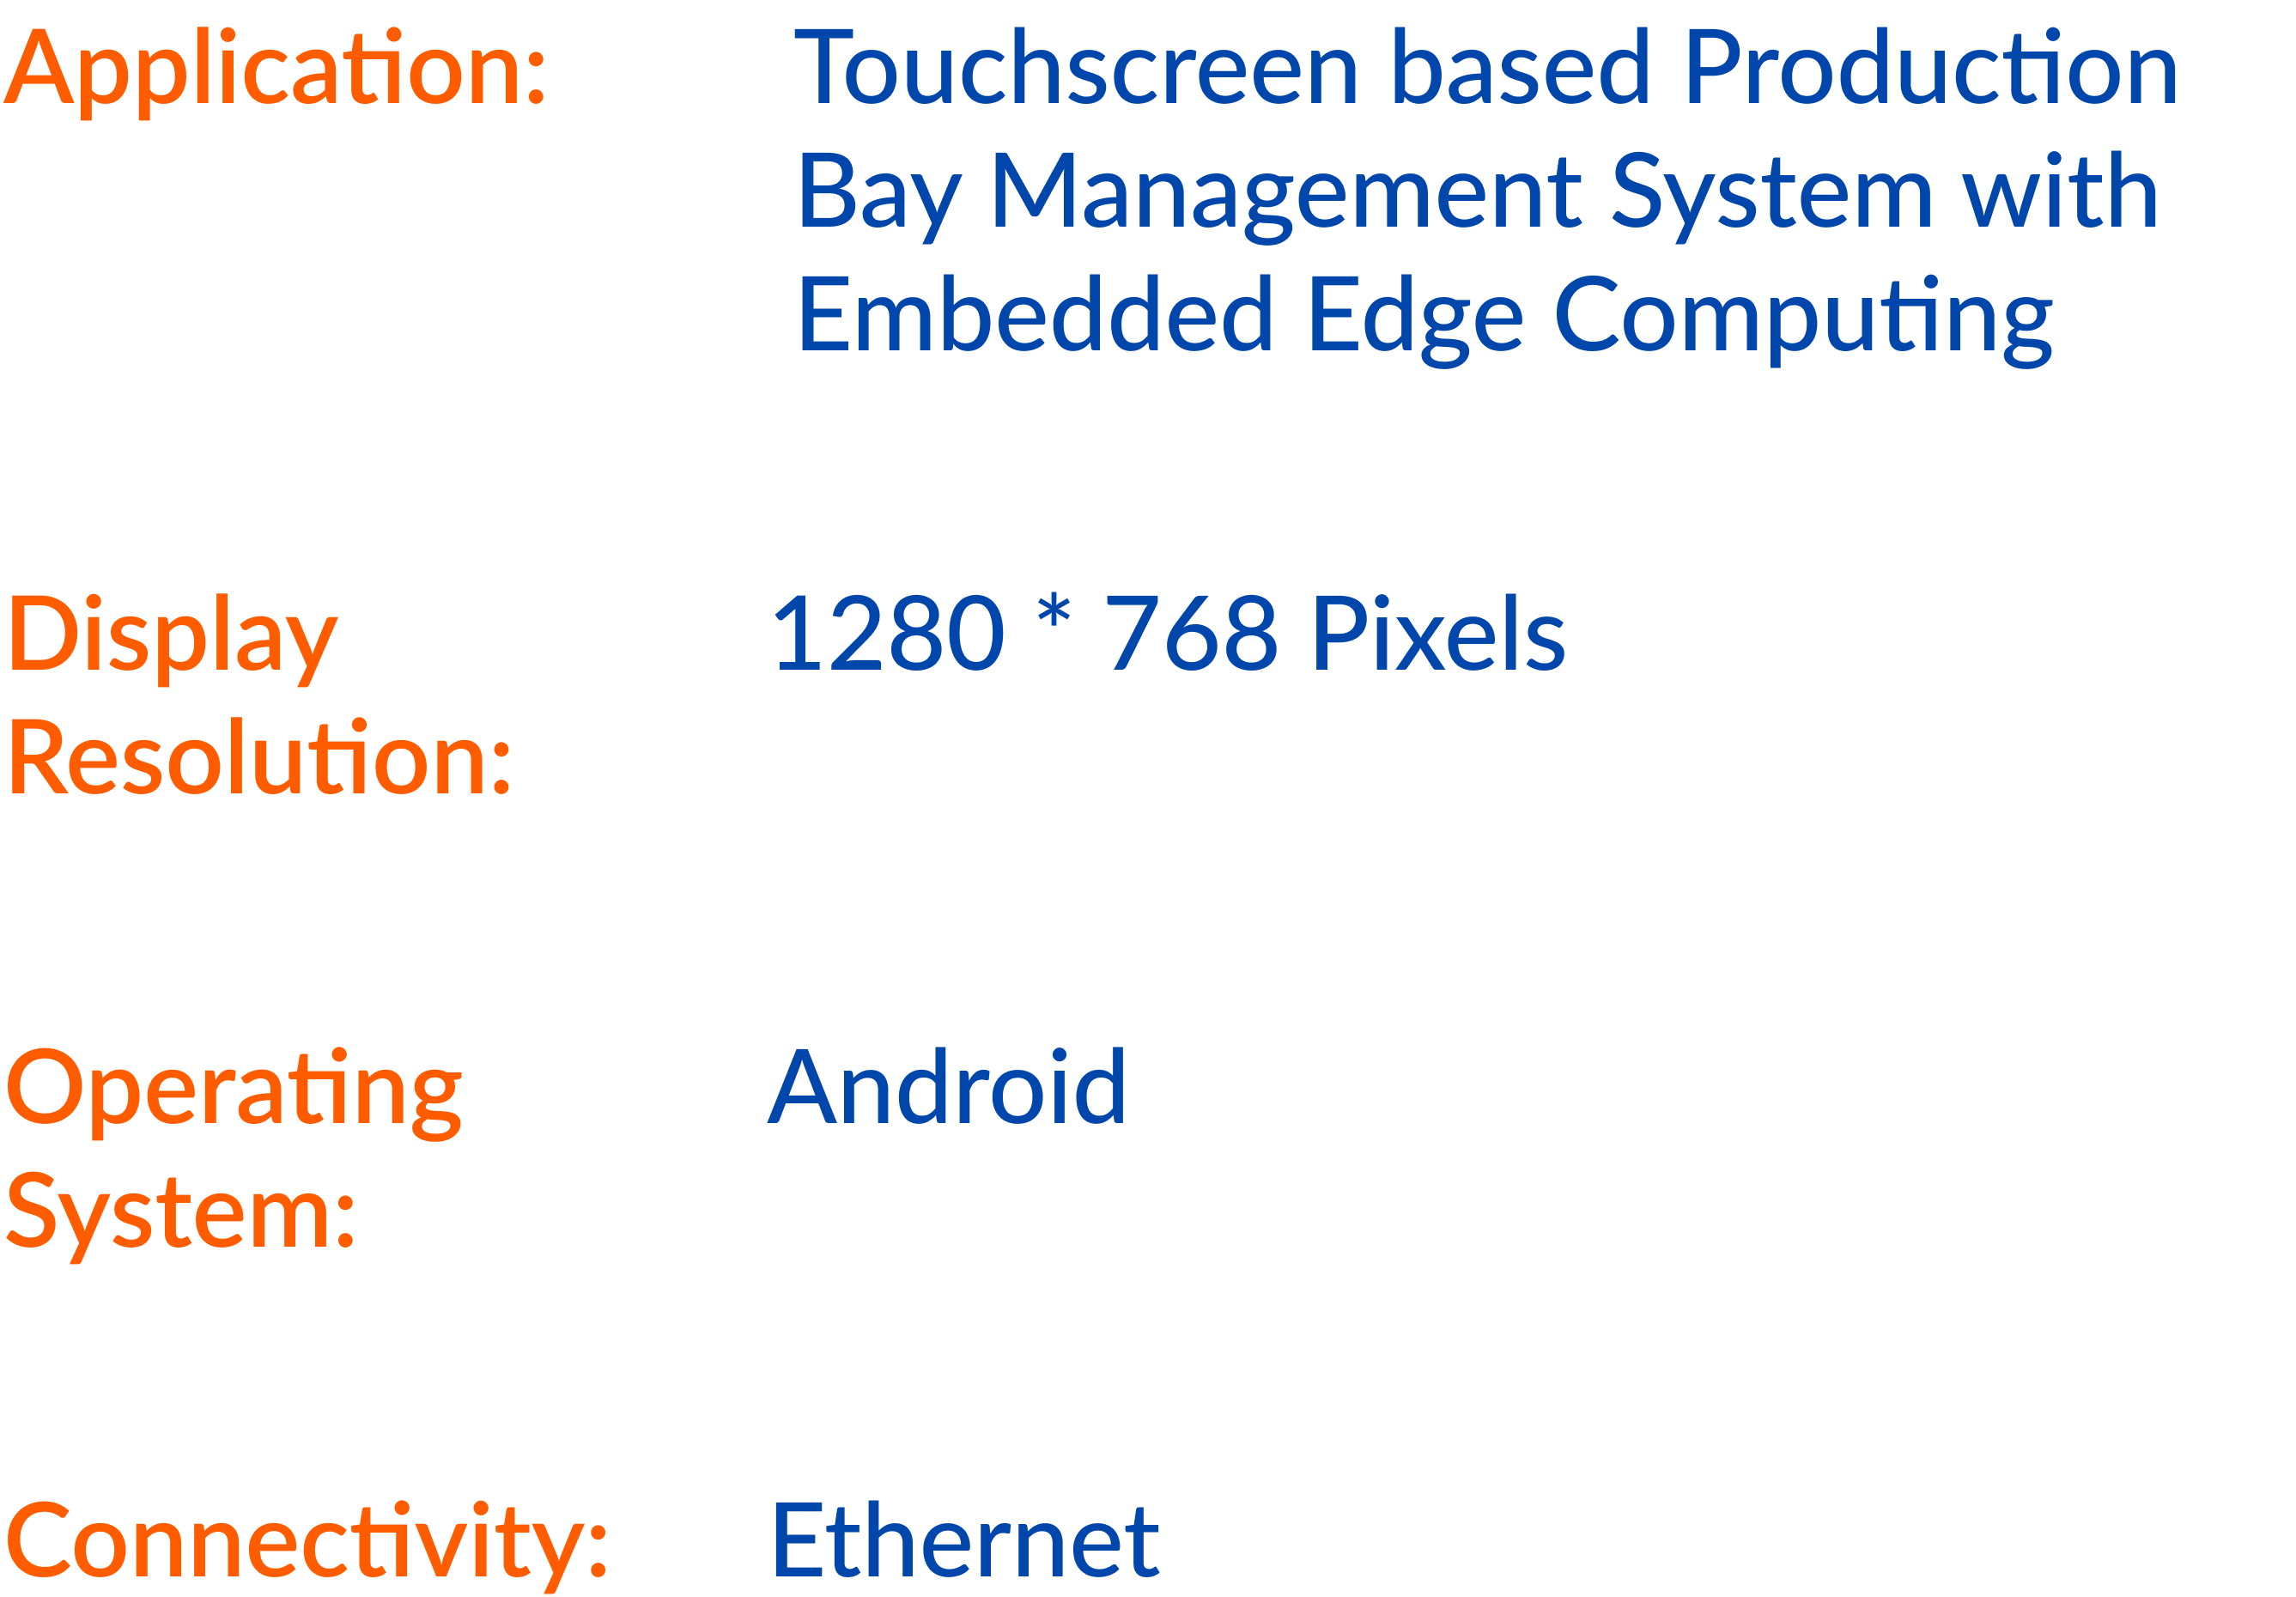 Application: Touchscreen based Production
Bay Management System with
Embedded Edge Computing
Display 1280 * 768 Pixels
Resolution:
Operating Android
System:
Connectivity: Ethernet